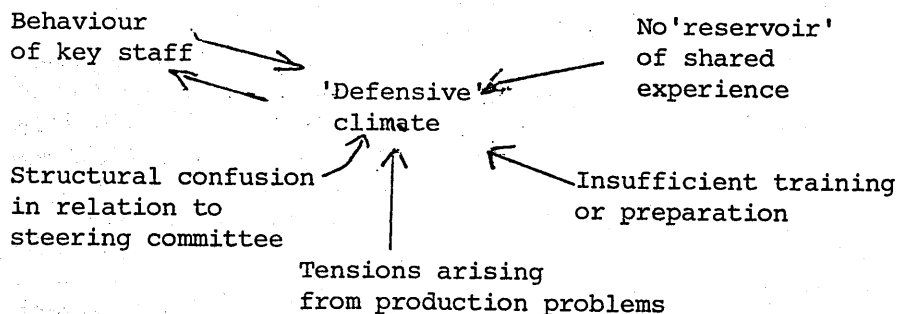 Behaviour
of key staff
No'reservoir'
of shared
experience
'Defensive'
climate
Structural confusion
in relation to
steering committee
Insufficient training
or preparation
Tensions arising
from production problems